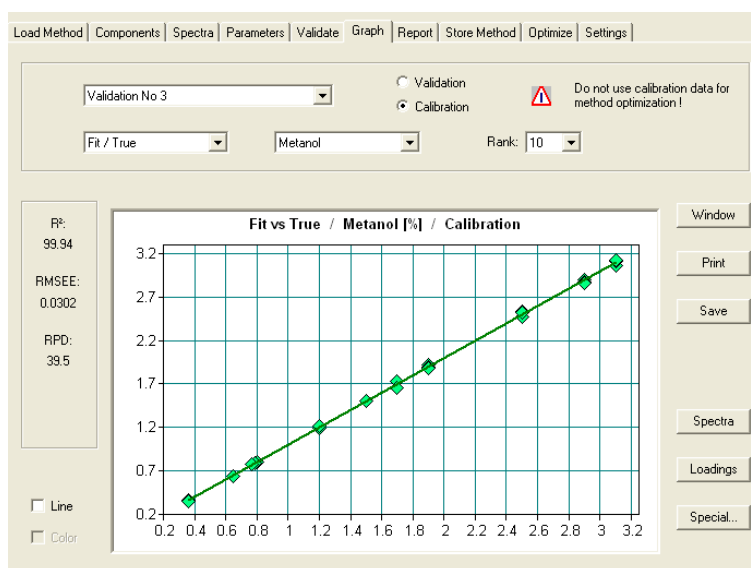 Load Method Components Spectra Parameters Validate Graph Report Store Method Optimize Settings
Validation No 3
Validation
Calibration
Do not use calibration data for
method optimization !
Fit / True
Metanol
Rank: 10
R²:
99.94
RMSEE:
0.0302
RPD:
39.5
Fit vs True / Metanol [%] / Calibration
3.2
2.7
2.2
1.7
1.2
0.7
0.2
0.2 0.4 0.6 0.8 1 1.2 1.4 1.6 1.8 2 2.2 2.4 2.6 2.8 3 3.2
Window
Print
Save
Spectra
Loadings
Special...
Line
Color